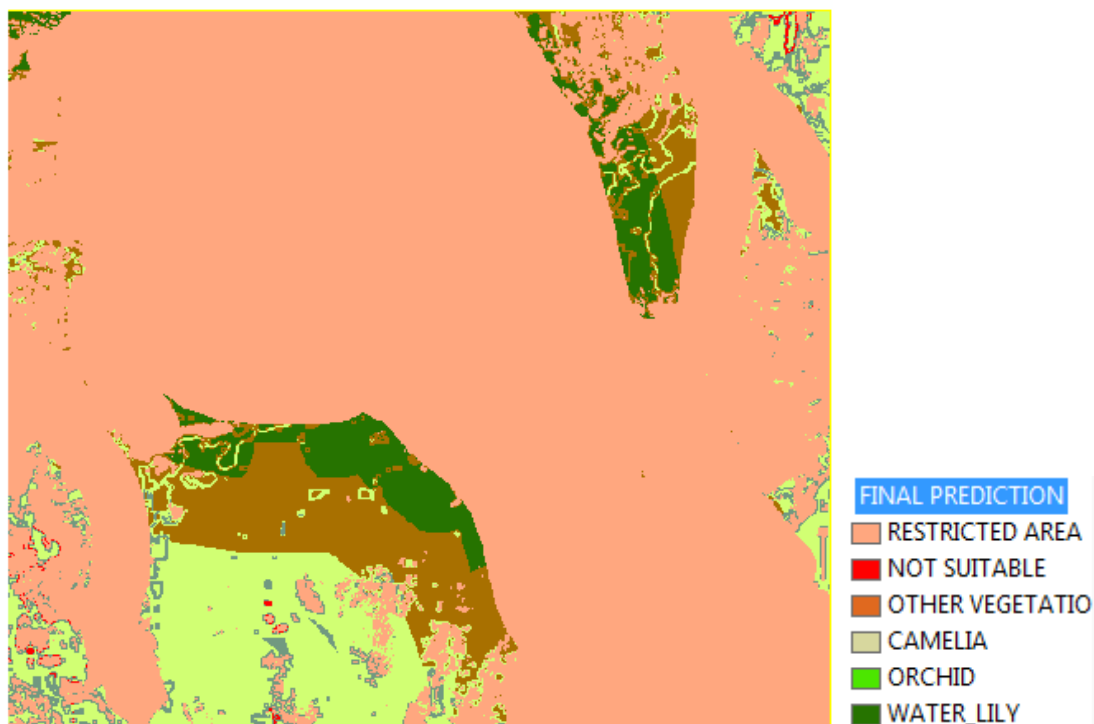 FINAL PREDICTION
RESTRICTED AREA
NOT SUITABLE
OTHER VEGETATIO
CAMELIA
ORCHID
WATER_LILY